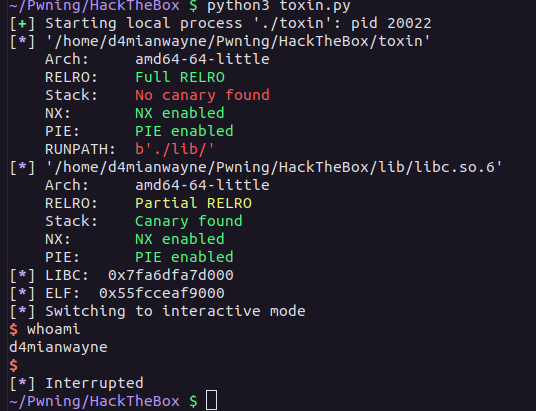 ~/Pwning/HackTheBox $ python3 toxin.py
[+] Starting local process './toxin': pid 20022
[*] '/home/d4mianwayne/Pwning/HackTheBox/toxin'
    Arch:     amd64-64-little
    RELRO:    Full RELRO
    Stack:    No canary found
    NX:       NX enabled
    PIE:      PIE enabled
    RUNPATH:  b'./lib/'
[*] '/home/d4mianwayne/Pwning/HackTheBox/lib/libc.so.6'
    Arch:     amd64-64-little
    RELRO:    Partial RELRO
    Stack:    Canary found
    NX:       NX enabled
    PIE:      PIE enabled
[*] LIBC:  0x7fa6dfa7d000
[*] ELF:  0x55fcceaf9000
[*] Switching to interactive mode
$ whoami
d4mianwayne
$
[*] Interrupted
~/Pwning/HackTheBox $